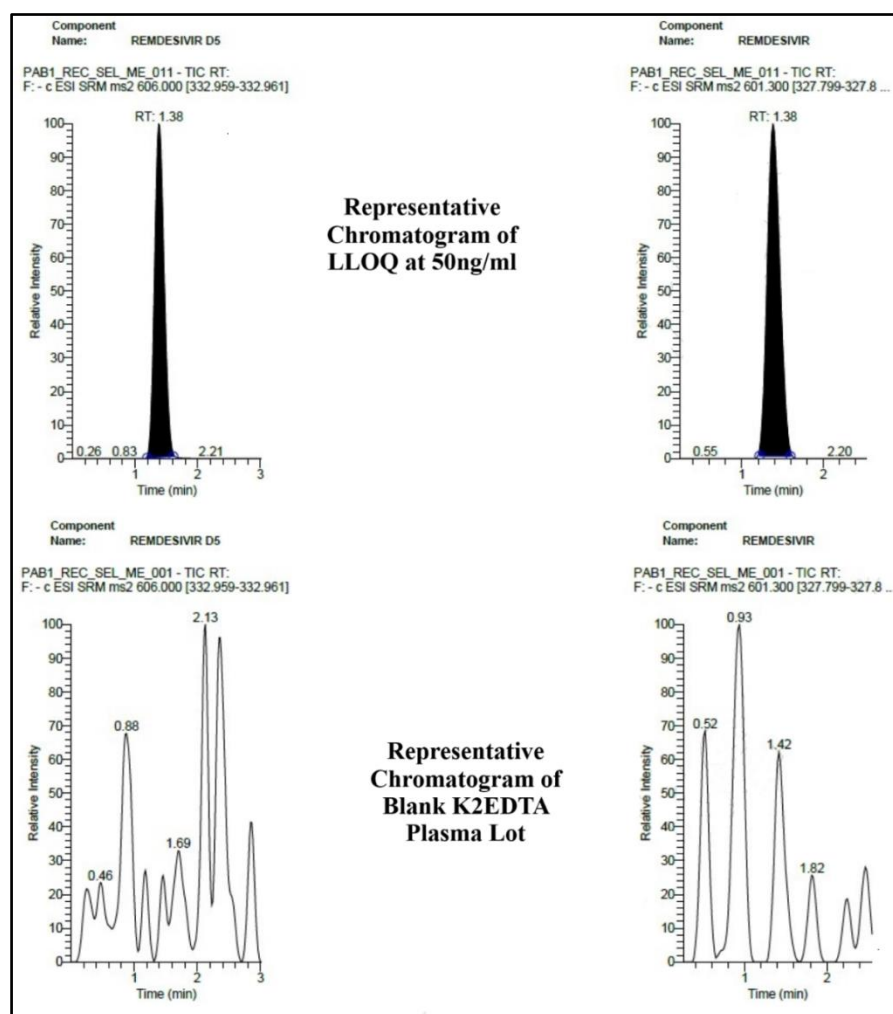 Component
Name: REMDESIVIR D5
PAB1_REC_SEL_ME_011 - TIC RT:
F: - c ESI SRM ms2 606.000 [332.959-332.961]
RT: 1.38
100
90
80
70
60
50
40
30
20
10
0
Relative Intensity
0.26 0.83 2.21
1 2 3
Time (min)
Representative
Chromatogram of
LLOQ at 50ng/ml
Component
Name: REMDESIVIR
PAB1_REC_SEL_ME_011 - TIC RT:
F: - c ESI SRM ms2 601.300 [327.799-327.8 ...
RT: 1.38
100
90
80
70
60
50
40
30
20
10
0
Relative Intensity
0.55 2.20
1 2
Time (min)
Component
Name: REMDESIVIR D5
PAB1_REC_SEL_ME_001 - TIC RT:
F: - c ESI SRM ms2 606.000 [332.959-332.961]
2.13
0.88
1.69
0.46
100
90
80
70
60
50
40
30
20
10
0
Relative Intensity
1 2 3
Time (min)
Representative
Chromatogram of
Blank K2EDTA
Plasma Lot
Component
Name: REMDESIVIR
PAB1_REC_SEL_ME_001 - TIC RT:
F: - c ESI SRM ms2 601.300 [327.799-327.8 ...
0.93
0.52
1.42
1.82
100
90
80
70
60
50
40
30
20
10
0
Relative Intensity
1 2
Time (min)